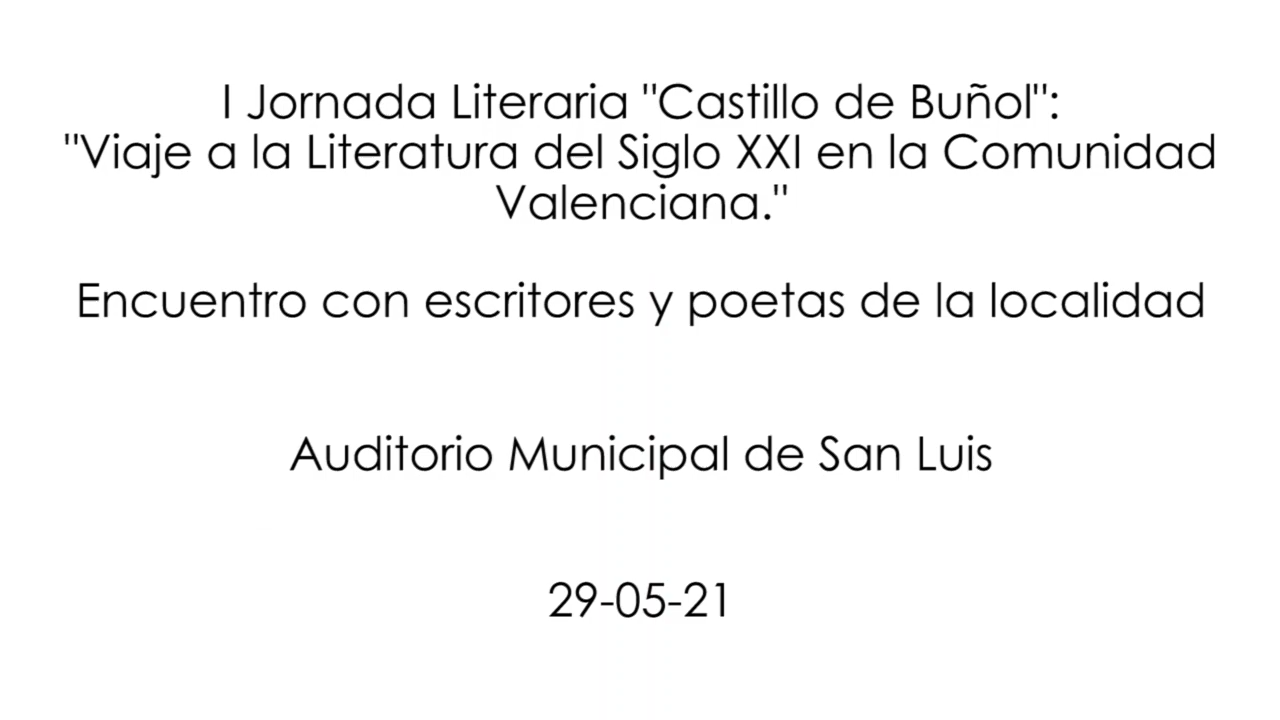 I Jornada Literaria "Castillo de Buñol":
"Viaje a la Literatura del Siglo XXI en la Comunidad
Valenciana."
Encuentro con escritores y poetas de la localidad
Auditorio Municipal de San Luis
29-05-21